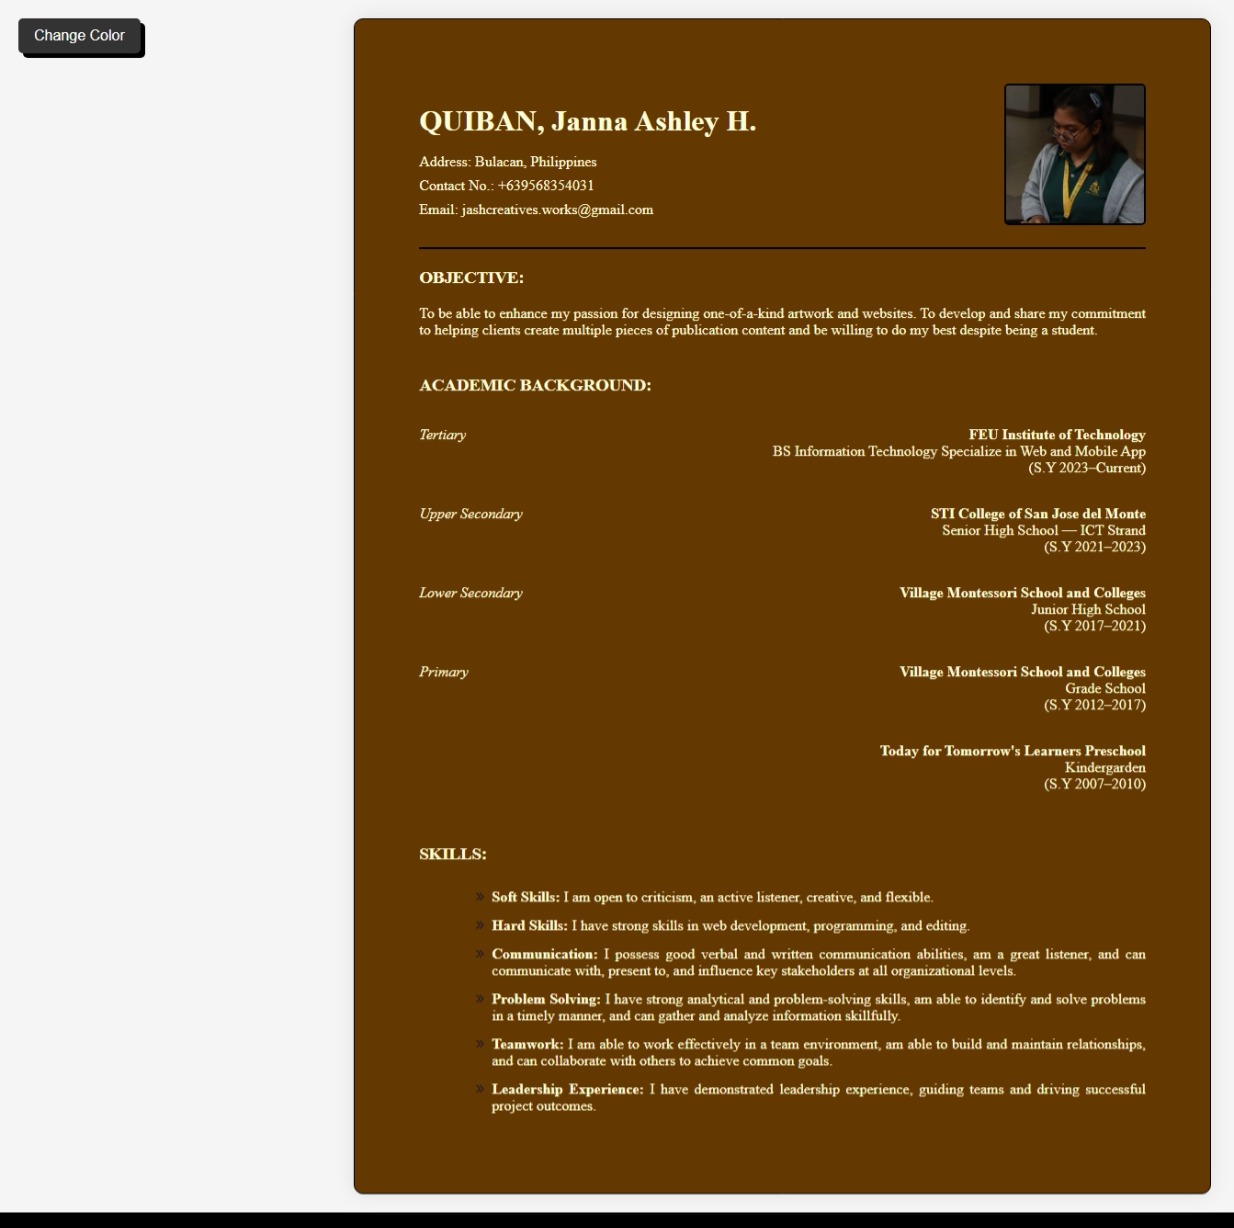 Change Color
QUIBAN, Janna Ashley H.
Address: Bulacan, Philippines
Contact No.: +639568354031
Email: jashcreatives.works@gmail.com
OBJECTIVE:
To be able to enhance my passion for designing one-of-a-kind artwork and websites. To develop and share my commitment
to helping clients create multiple pieces of publication content and be willing to do my best despite being a student.
ACADEMIC BACKGROUND:
Tertiary
FEU Institute of Technology
BS Information Technology Specialize in Web and Mobile App
(S.Y 2023–Current)
Upper Secondary
STI College of San Jose del Monte
Senior High School — ICT Strand
(S.Y 2021–2023)
Lower Secondary
Village Montessori School and Colleges
Junior High School
(S.Y 2017–2021)
Primary
Village Montessori School and Colleges
Grade School
(S.Y 2012–2017)
Today for Tomorrow's Learners Preschool
Kindergarden
(S.Y 2007–2010)
SKILLS:
» Soft Skills: I am open to criticism, an active listener, creative, and flexible.
» Hard Skills: I have strong skills in web development, programming, and editing.
» Communication: I possess good verbal and written communication abilities, am a great listener, and can
communicate with, present to, and influence key stakeholders at all organizational levels.
» Problem Solving: I have strong analytical and problem-solving skills, am able to identify and solve problems
in a timely manner, and can gather and analyze information skillfully.
» Teamwork: I am able to work effectively in a team environment, am able to build and maintain relationships,
and can collaborate with others to achieve common goals.
» Leadership Experience: I have demonstrated leadership experience, guiding teams and driving successful
project outcomes.